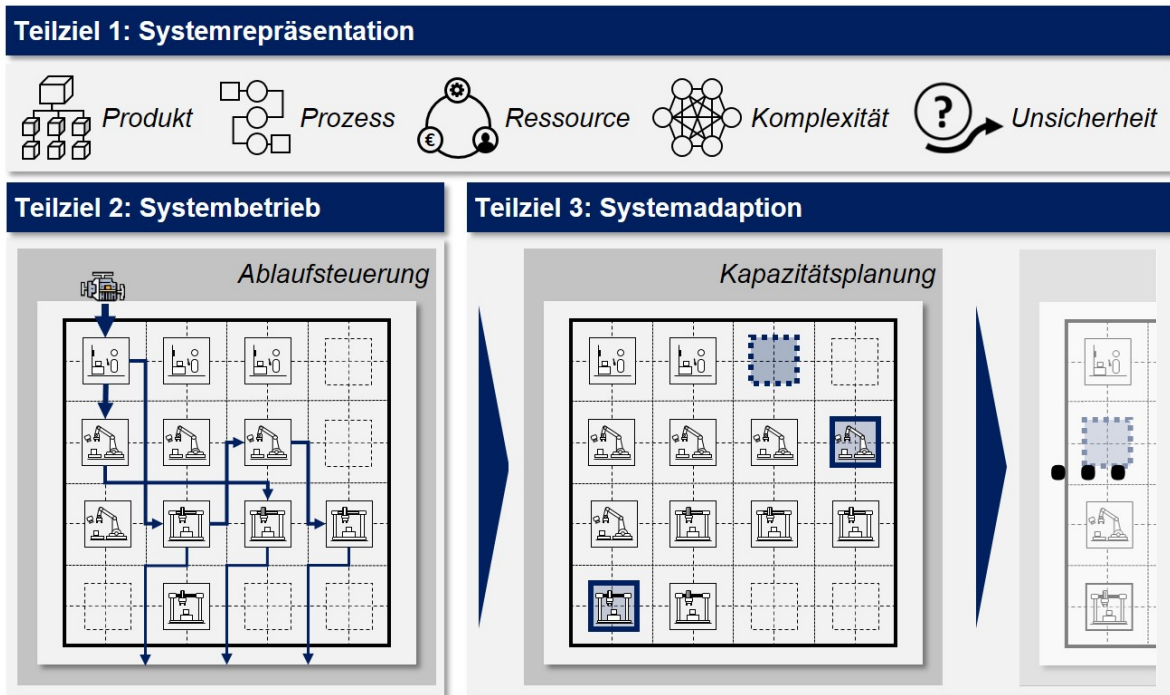 Teilziel 1: Systemrepräsentation
Produkt
Prozess
€
Ressource
Komplexität
?
Unsicherheit
Teilziel 2: Systembetrieb
Teilziel 3: Systemadaption
Ablaufsteuerung
Kapazitätsplanung